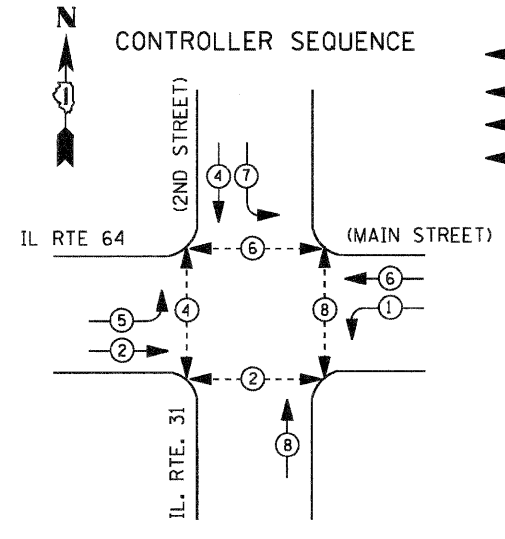 N
CONTROLLER SEQUENCE
(2ND STREET)
4 7
IL RTE 64
(MAIN STREET)
6
6
5
4
8
1
2
2
IL. RTE. 31
8